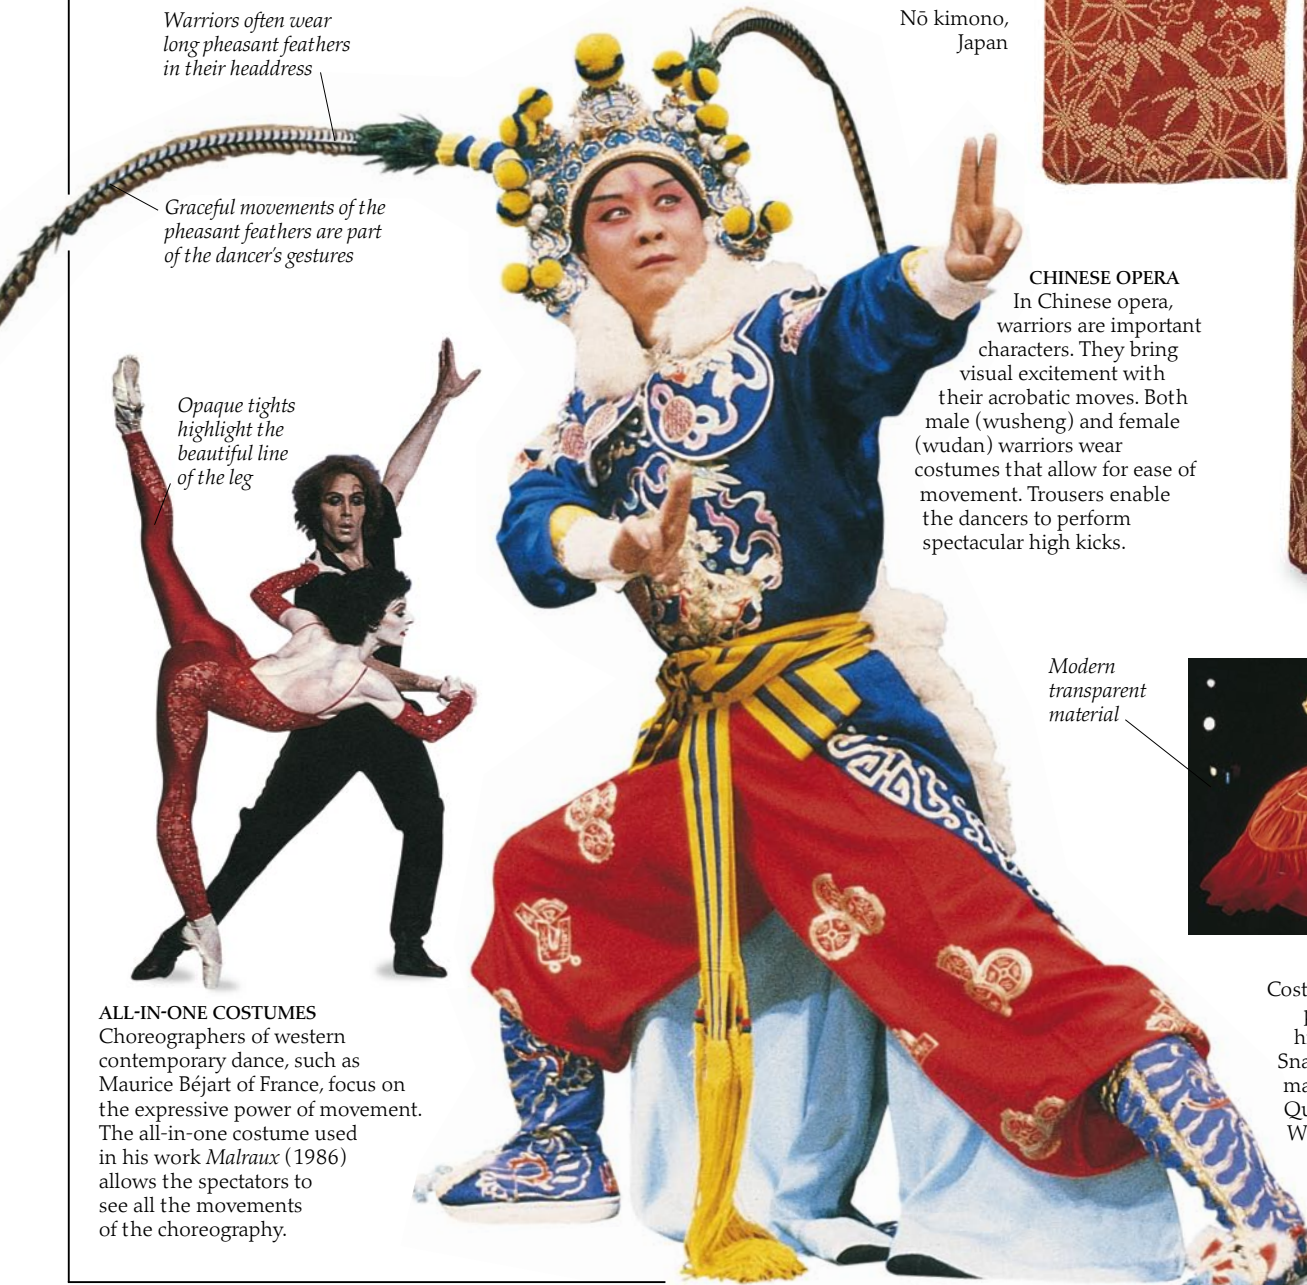 Warriors often wear
long pheasant feathers
in their headdress
Nō kimono,
Japan
Graceful movements of the
pheasant feathers are part
of the dancer's gestures
CHINESE OPERA
In Chinese opera,
warriors are important
characters. They bring
visual excitement with
their acrobatic moves. Both
male (wusheng) and female
(wudan) warriors wear
costumes that allow for ease of
movement. Trousers enable
the dancers to perform
spectacular high kicks.
Opaque tights
highlight the
beautiful line
of the leg
Modern
transparent
material
ALL-IN-ONE COSTUMES
Choreographers of western
contemporary dance, such as
Maurice Béjart of France, focus on
the expressive power of movement.
The all-in-one costume used
in his work Malraux (1986)
allows the spectators to
see all the movements
of the choreography.